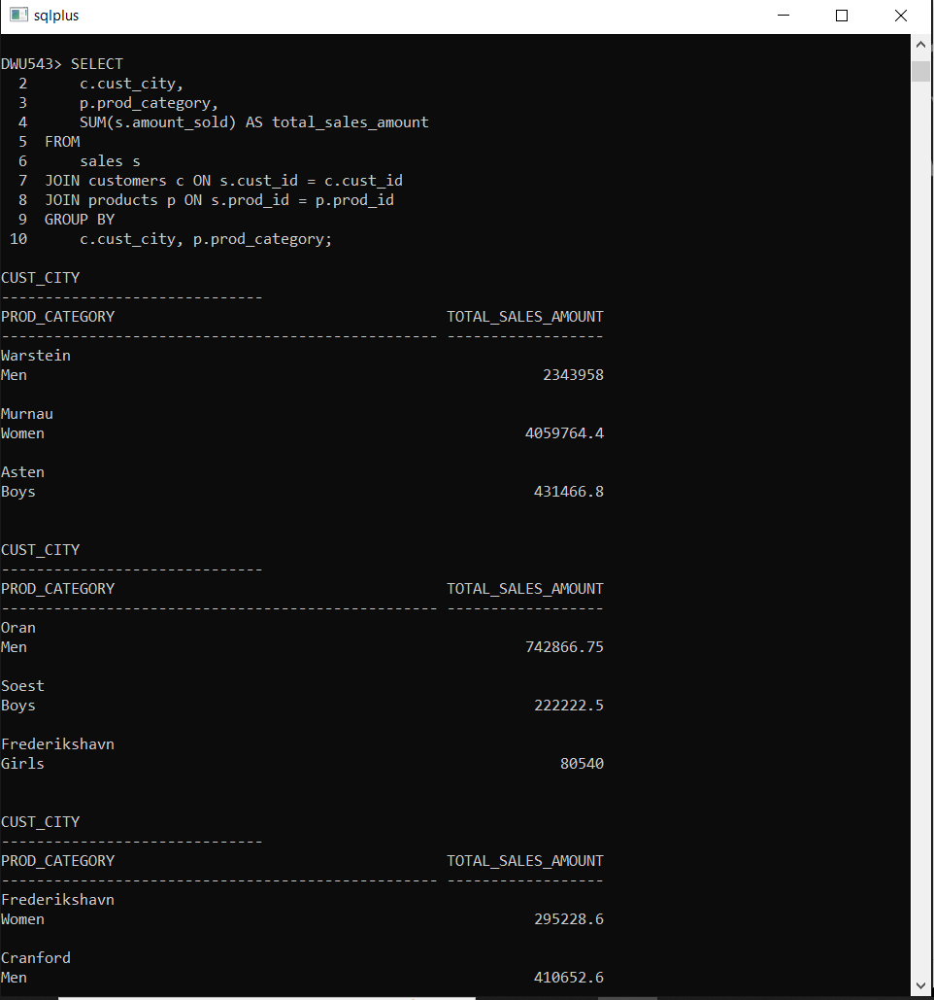 sqlplus
DWU543> SELECT
  2      c.cust_city,
  3      p.prod_category,
  4      SUM(s.amount_sold) AS total_sales_amount
  5  FROM
  6      sales s
  7  JOIN customers c ON s.cust_id = c.cust_id
  8  JOIN products p ON s.prod_id = p.prod_id
  9  GROUP BY
 10      c.cust_city, p.prod_category;
CUST_CITY
------------------------------
PROD_CATEGORY                                      TOTAL_SALES_AMOUNT
-------------------------------------------------- ------------------
Warstein
Men                                                           2343958
Murnau
Women                                                       4059764.4
Asten
Boys                                                         431466.8
CUST_CITY
------------------------------
PROD_CATEGORY                                      TOTAL_SALES_AMOUNT
-------------------------------------------------- ------------------
Oran
Men                                                         742866.75
Soest
Boys                                                         222222.5
Frederikshavn
Girls                                                           80540
CUST_CITY
------------------------------
PROD_CATEGORY                                      TOTAL_SALES_AMOUNT
-------------------------------------------------- ------------------
Frederikshavn
Women                                                        295228.6
Cranford
Men                                                          410652.6